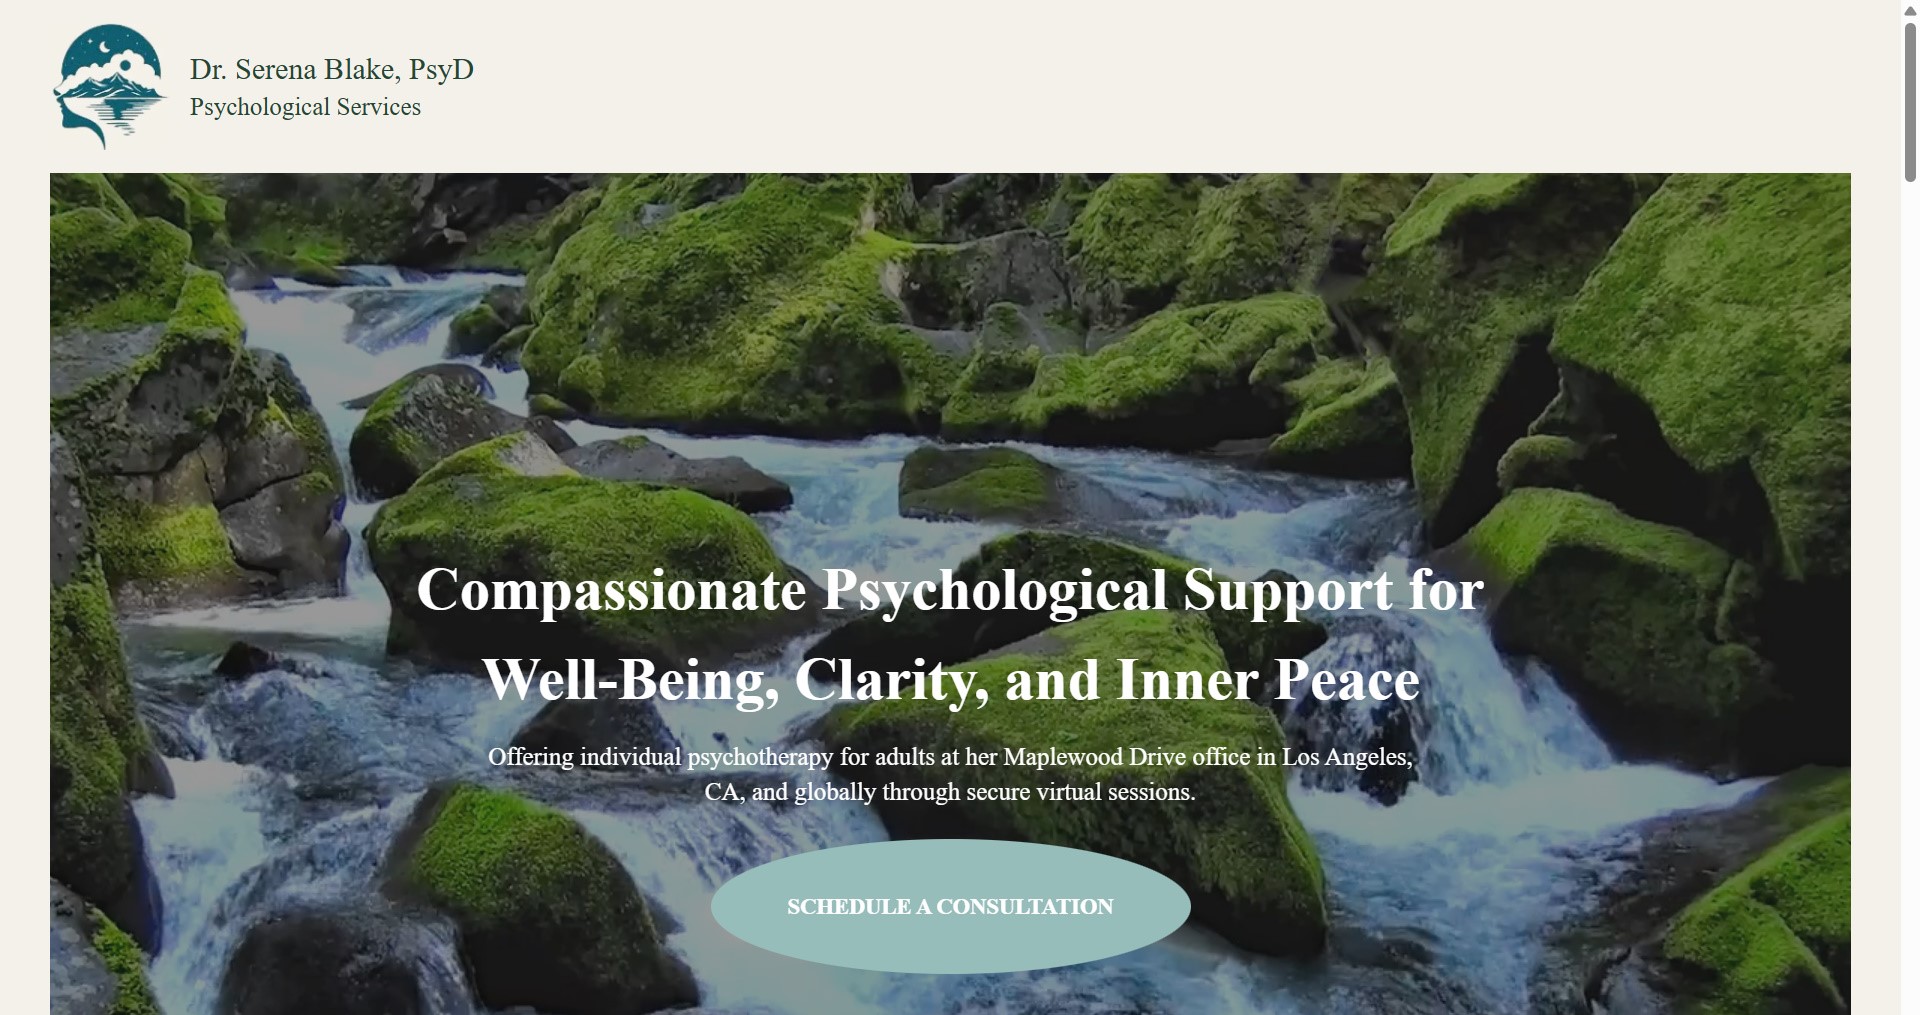 Dr. Serena Blake, PsyD
Psychological Services
Compassionate Psychological Support for
Well-Being, Clarity, and Inner Peace
Offering individual psychotherapy for adults at her Maplewood Drive office in Los Angeles,
CA, and globally through secure virtual sessions.
SCHEDULE A CONSULTATION